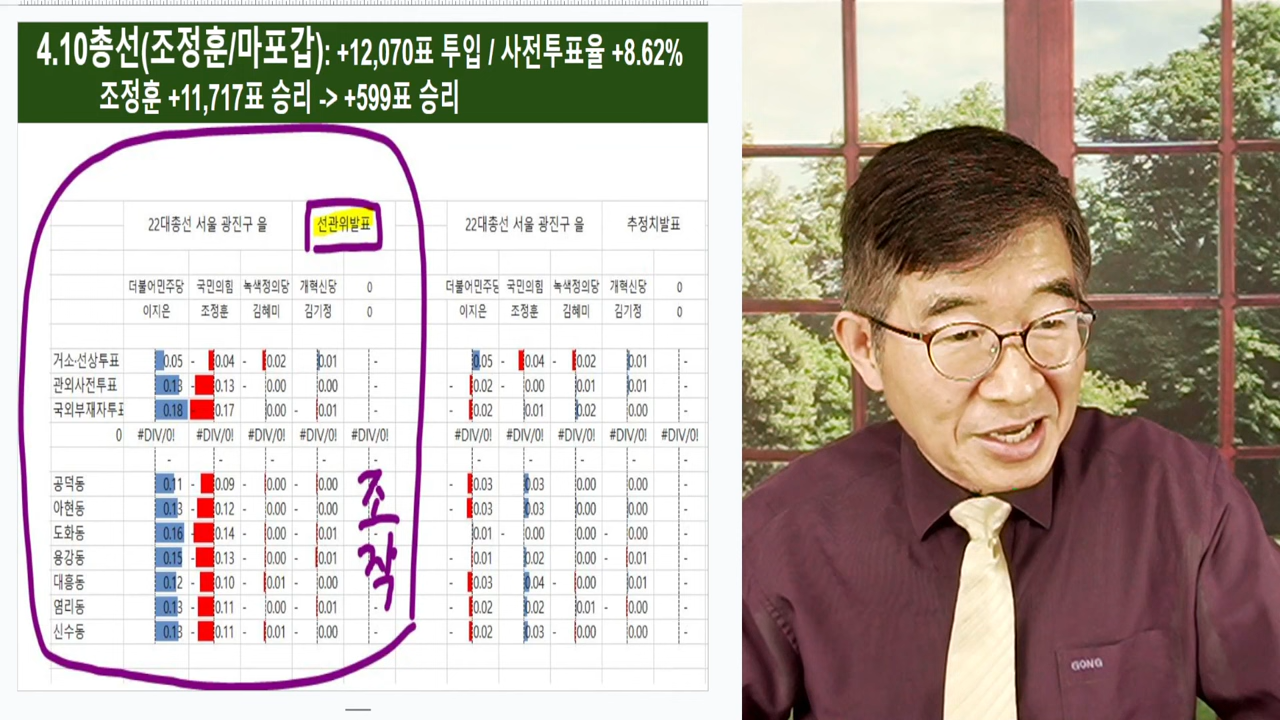 4.10총선(조정훈/마포갑): +12,070표 투입 / 사전투표율 +8.62%
조정훈 +11,717표 승리 -> +599표 승리
22대총선 서울 광진구 을 선관위발표 22대총선 서울 광진구 을 추정치발표
더불어민주당 국민의힘 녹색정의당 개혁신당 0 더불어민주 국민의힘 녹색정의당 개혁신당 0
이지은 조정훈 김혜미 김기정 0 이지은 조정훈 김혜미 김기정 0
거소·선상투표 0.05 - 0.04 - 0.02 0.01 - 0.05 - 0.04 - 0.02 0.01 -
관외사전투표 0.13 - 0.13 - 0.00 0.00 - - 0.02 - 0.00 0.01 0.01 -
국외부재자투표 0.18 - 0.17 0.00 - 0.01 - - 0.02 0.01 0.02 0.00 -
0 #DIV/0! #DIV/0! #DIV/0! #DIV/0! #DIV/0! #DIV/0! #DIV/0! #DIV/0! #DIV/0! #DIV/0!
- - - - - - - - - -
공덕동 0.11 - 0.09 - 0.00 - 0.00 - - 0.03 0.03 - 0.00 - 0.00 -
아현동 0.13 - 0.12 - 0.00 - 0.00 - - 0.03 0.03 - 0.00 0.00 -
도화동 0.16 - 0.14 - 0.00 - 0.01 - 0.01 - 0.00 0.00 - 0.01 -
용강동 0.15 - 0.13 - 0.00 - 0.01 - - 0.01 0.02 0.00 - 0.01 -
대흥동 0.12 - 0.10 - 0.01 - 0.00 - - 0.03 0.04 - 0.00 0.00 -
염리동 0.13 - 0.11 - 0.00 - 0.01 - - 0.02 0.02 0.01 - 0.00 -
신수동 0.13 - 0.11 - 0.01 0.00 - - 0.02 0.03 - 0.00 0.00 -
조작
GONG